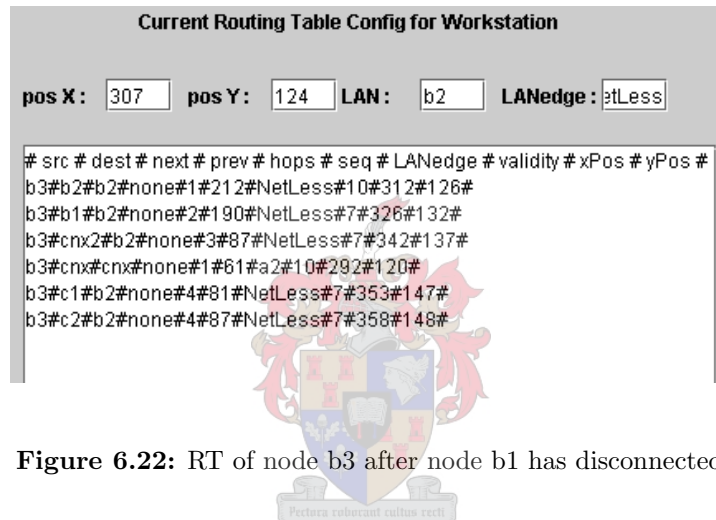 Current Routing Table Config for Workstation
pos X : 307 pos Y : 124 LAN : b2 LANedge : etLess
# src # dest # next # prev # hops # seq # LANedge # validity # xPos # yPos #
b3#b2#b2#none#1#212#NetLess#10#312#126#
b3#b1#b2#none#2#190#NetLess#7#326#132#
b3#cnx2#b2#none#3#87#NetLess#7#342#137#
b3#cnx#cnx#none#1#61#a2#10#292#120#
b3#c1#b2#none#4#81#NetLess#7#353#147#
b3#c2#b2#none#4#87#NetLess#7#358#148#
Figure 6.22: RT of node b3 after node b1 has disconnected
Pectora roborant cultus recti